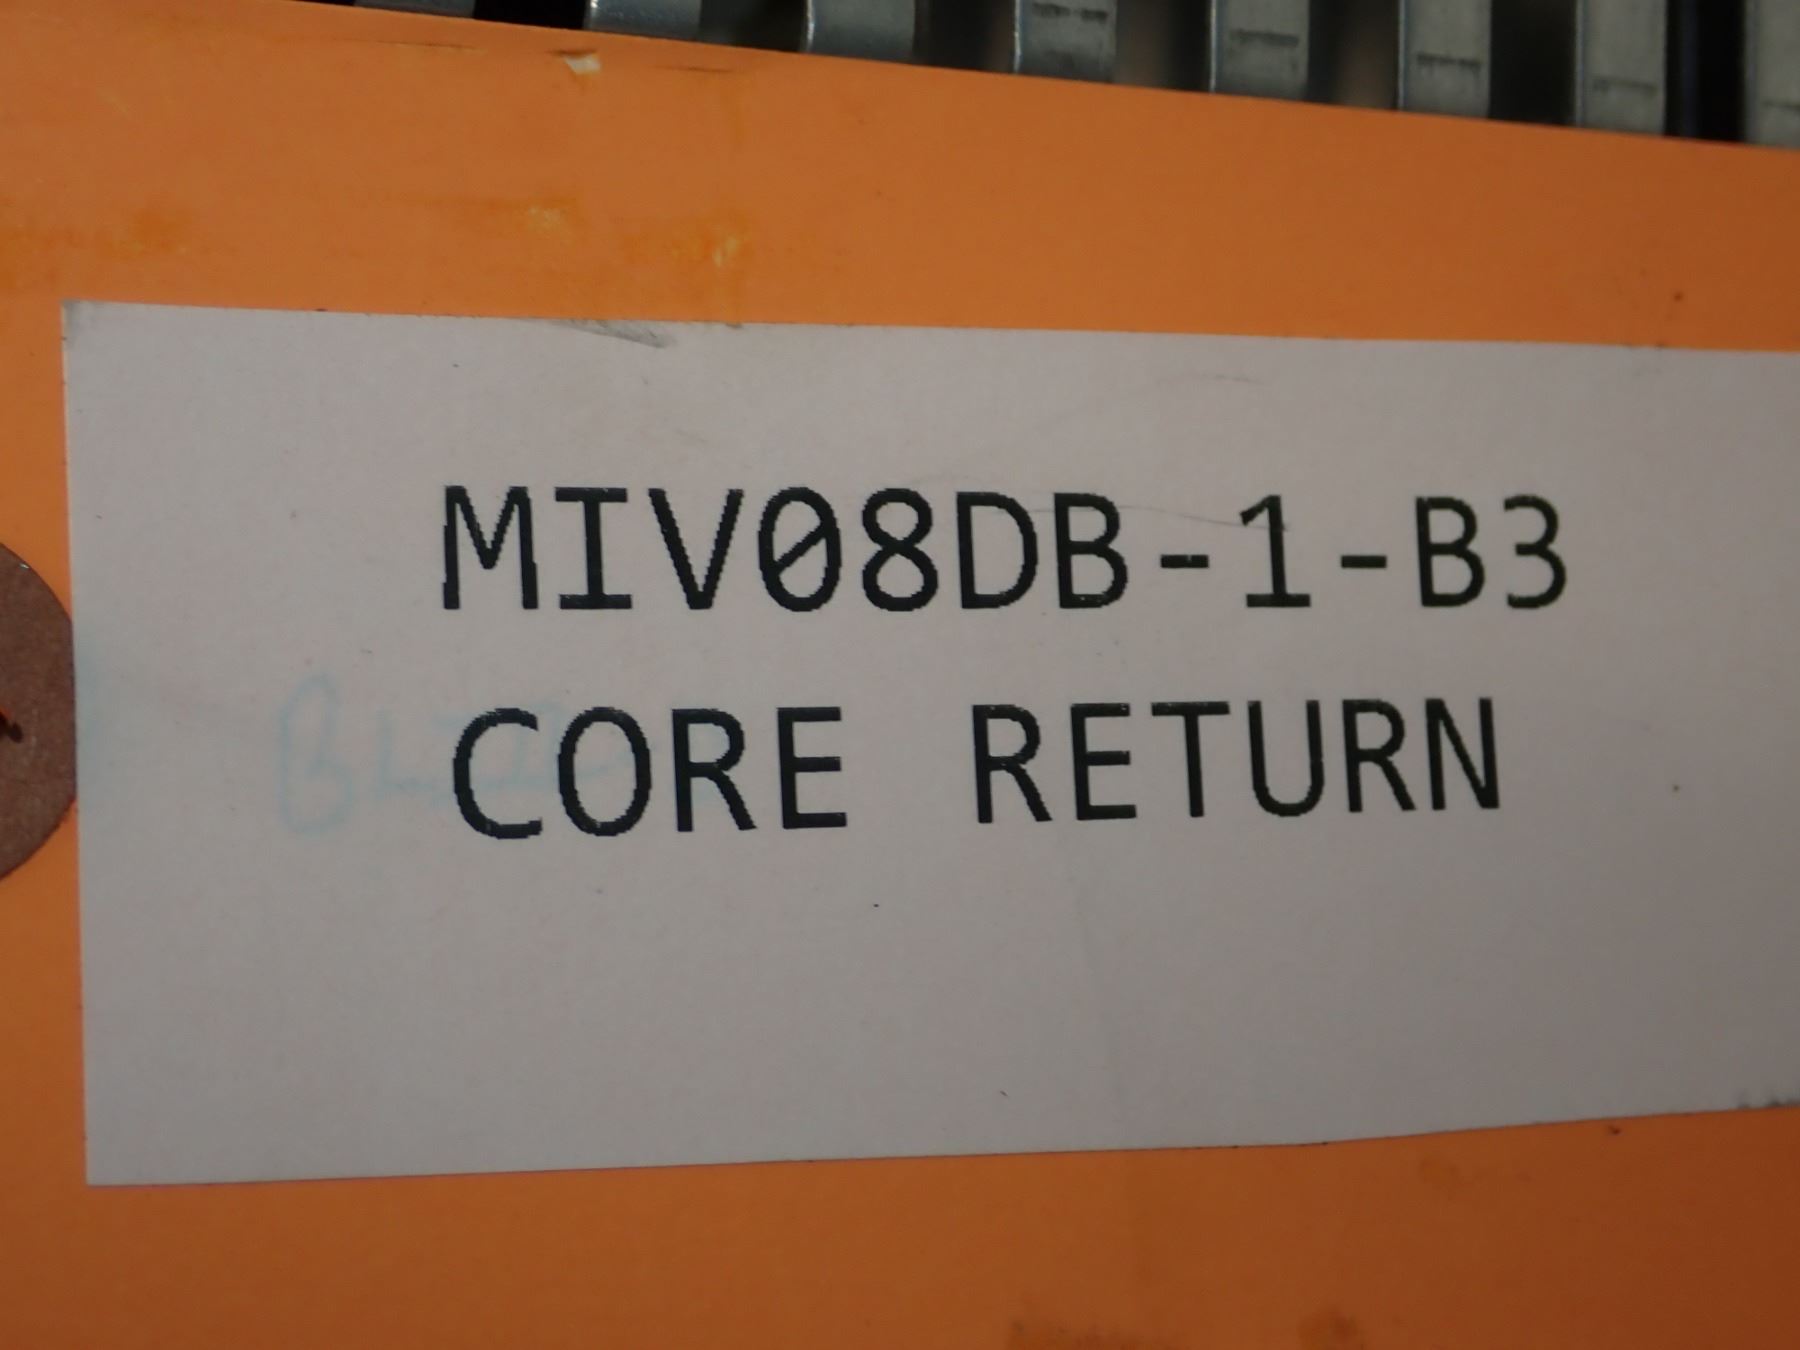 MIV08DB-1-B3
CORE RETURN